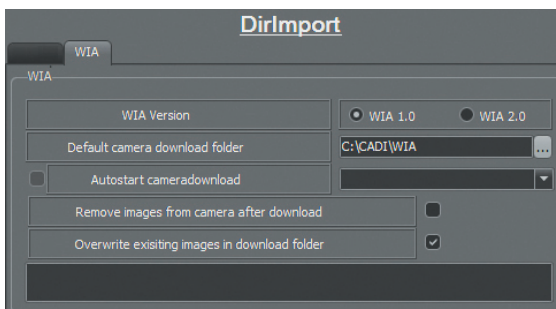 DirImport
WIA
WIA
WIA Version WIA 1.0 WIA 2.0
Default camera download folder C:\CADI\WIA ...
Autostart cameradownload
Remove images from camera after download
Overwrite exisiting images in download folder